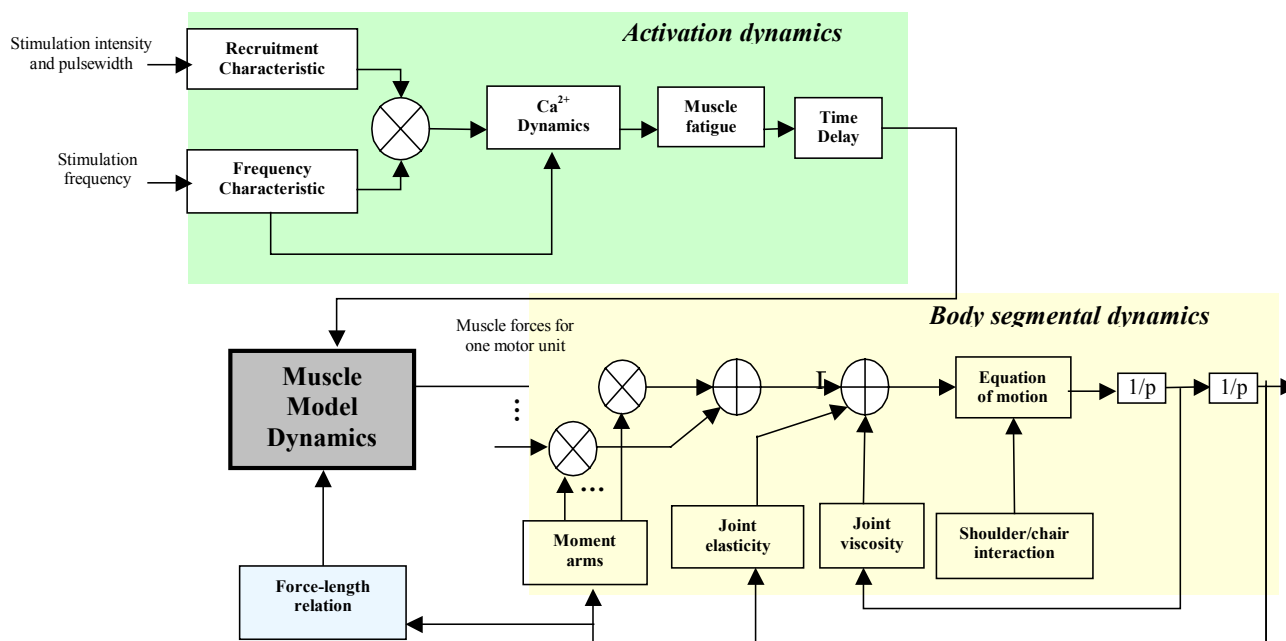 Activation dynamics
Stimulation intensity
and pulsewidth
Recruitment
Characteristic
Ca²⁺
Dynamics
Muscle
fatigue
Time
Delay
Stimulation
frequency
Frequency
Characteristic
Body segmental dynamics
Muscle forces for
one motor unit
Muscle
Model
Dynamics
Γ
Equation
of motion
1/p
1/p
...
...
Moment
arms
Joint
elasticity
Joint
viscosity
Shoulder/chair
interaction
Force-length
relation